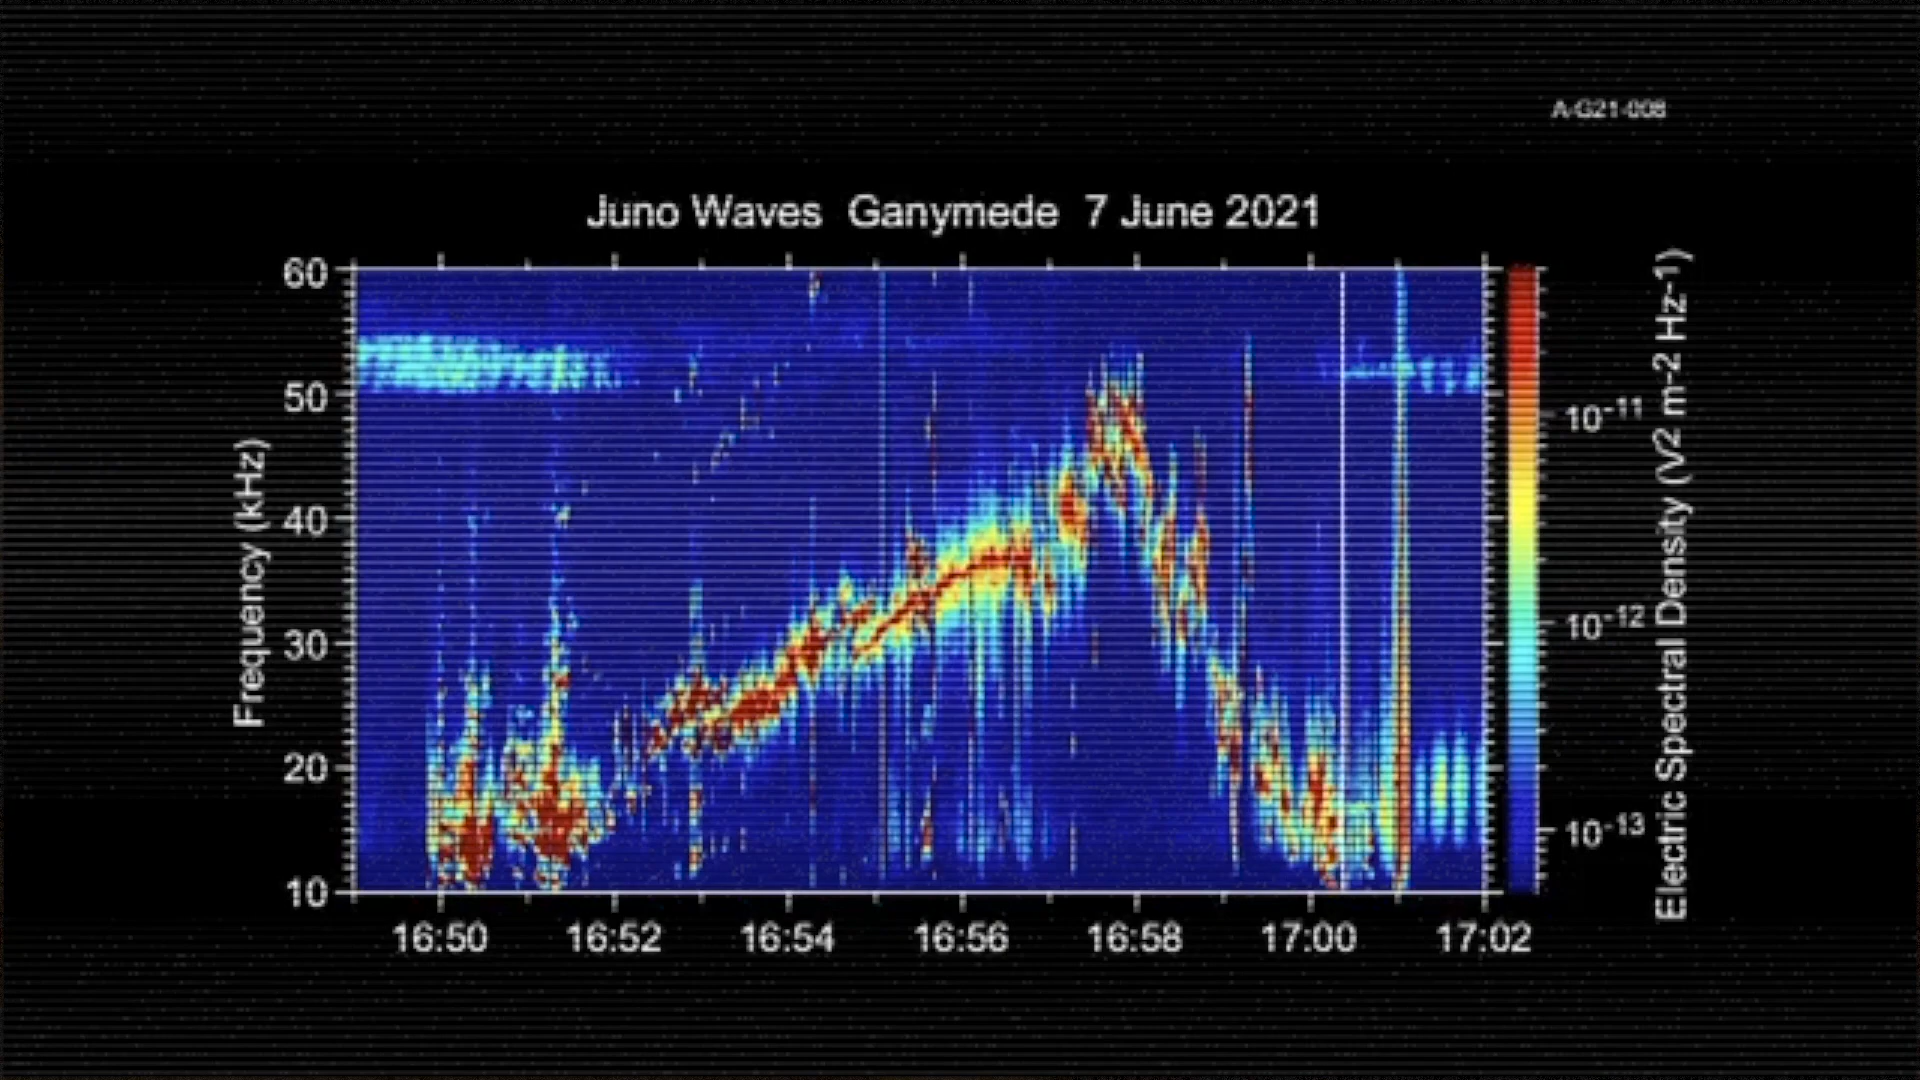 A-G21-008
Juno Waves Ganymede 7 June 2021
60
50
40
30
20
10
Frequency (kHz)
16:50 16:52 16:54 16:56 16:58 17:00 17:02
10-11
10-12
10-13
Electric Spectral Density (V2 m-2 Hz-1)